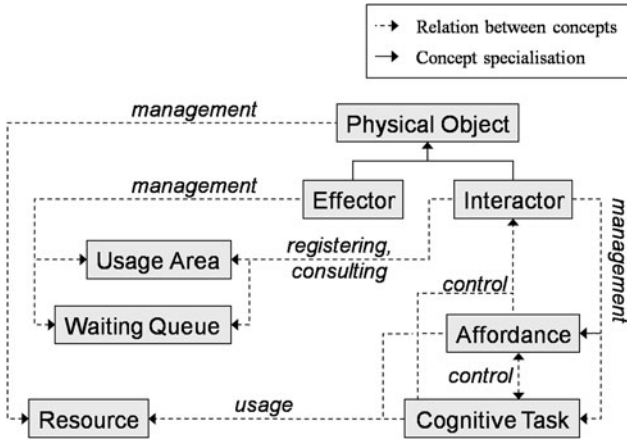 Relation between concepts
Concept specialisation
management
Physical Object
management
Effector
Interactor
management
Usage Area
registering,
consulting
control
Waiting Queue
Affordance
control
Resource
usage
Cognitive Task